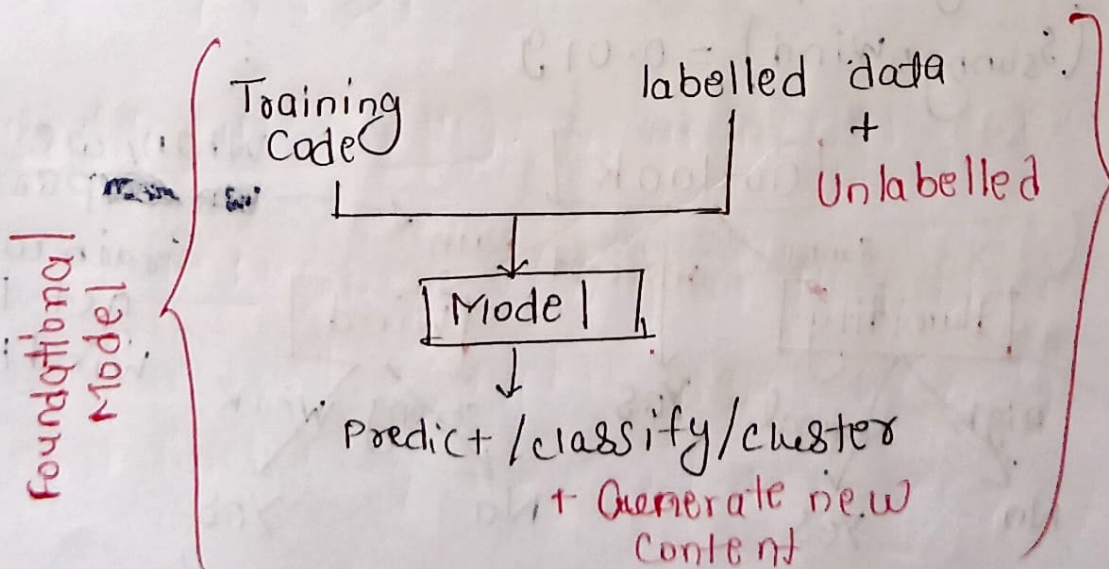 Foundational
Model
Training
Code
labelled data
+
Unlabelled
Model
Predict/classify/cluster
+ Generate new
content